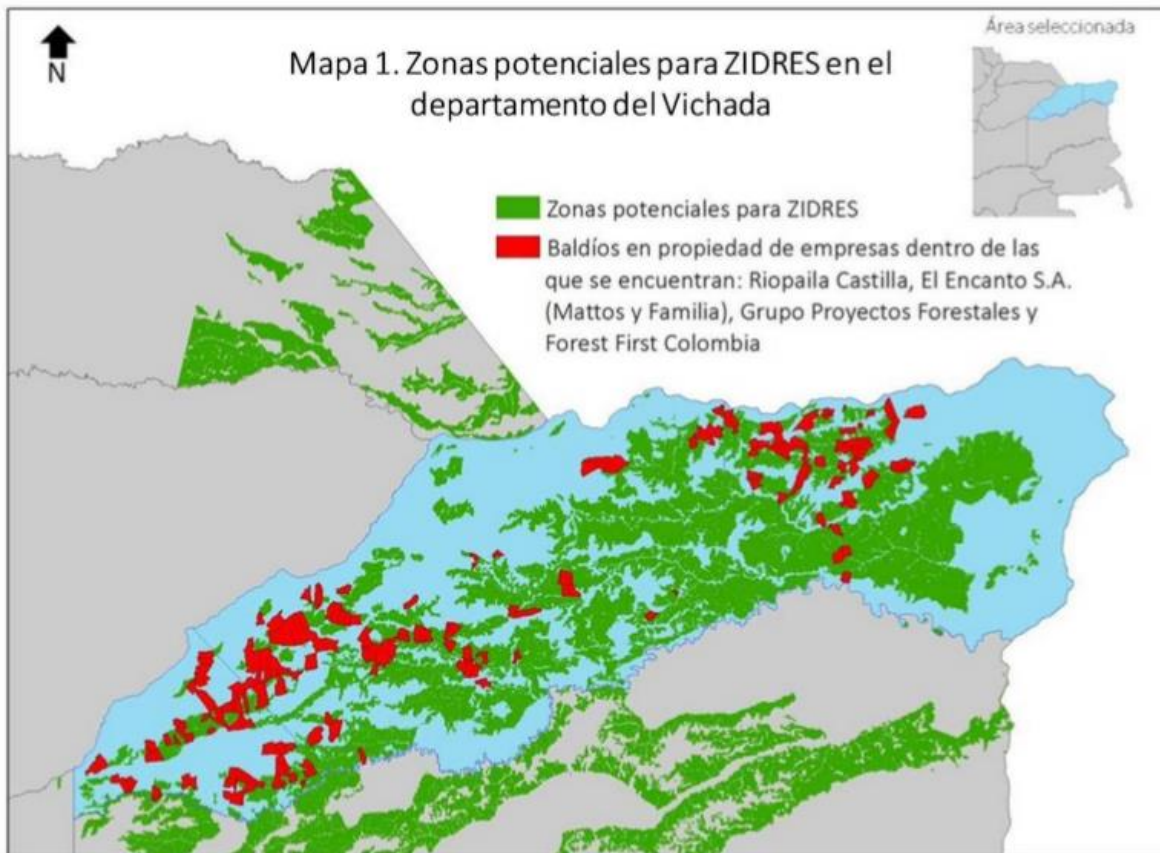 Área seleccionada
N
Mapa 1. Zonas potenciales para ZIDRES en el
departamento del Vichada
Zonas potenciales para ZIDRES
Baldíos en propiedad de empresas dentro de las
que se encuentran: Riopaila Castilla, El Encanto S.A.
(Mattos y Familia), Grupo Proyectos Forestales y
Forest First Colombia